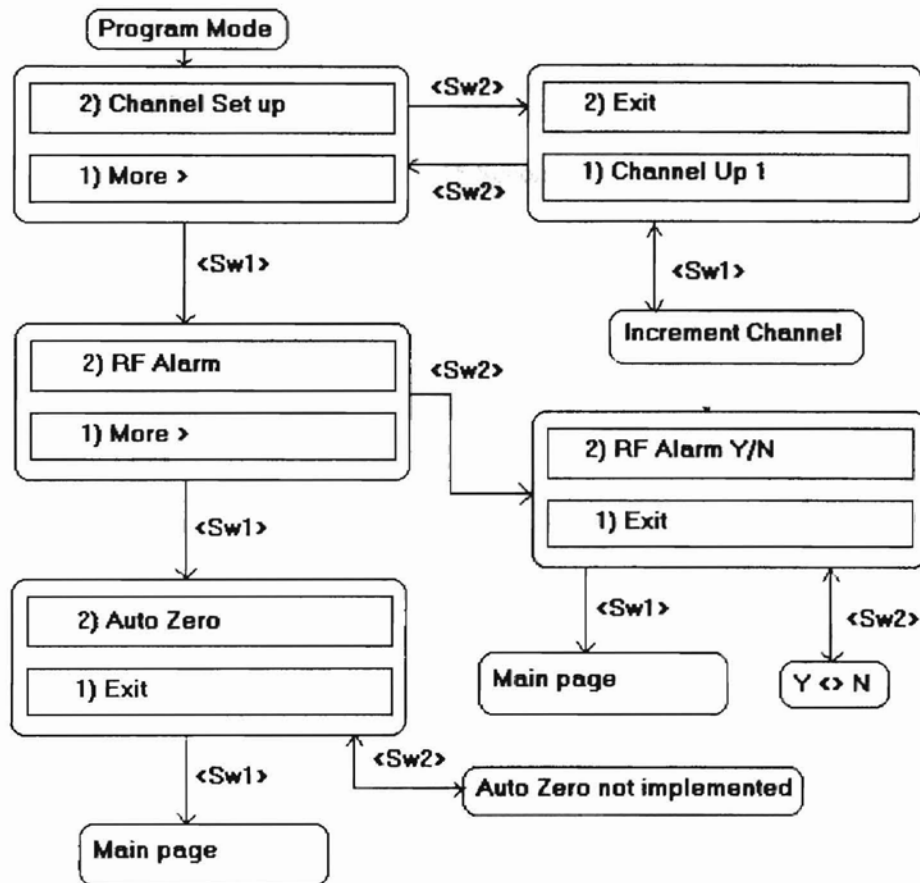 Program Mode
2) Channel Set up
1) More >
<Sw2>
<Sw2>
2) Exit
1) Channel Up 1
<Sw1>
<Sw1>
Increment Channel
2) RF Alarm
1) More >
<Sw2>
2) RF Alarm Y/N
1) Exit
<Sw1>
<Sw1>
<Sw2>
2) Auto Zero
1) Exit
Main page
Y <> N
<Sw1>
<Sw2>
Auto Zero not implemented
Main page